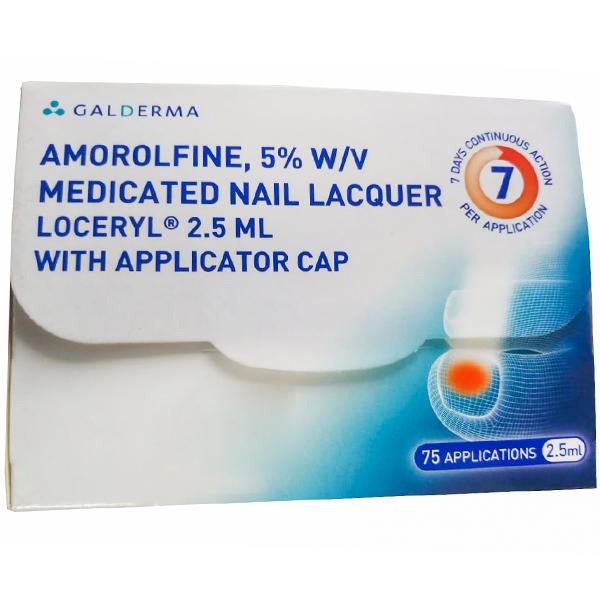 GALDERMA
AMOROLFINE, 5% W/V
MEDICATED NAIL LACQUER
LOCERYL® 2.5 ML
WITH APPLICATOR CAP
7 DAYS CONTINUOUS ACTION
7
PER APPLICATION
75 APPLICATIONS 2.5ml